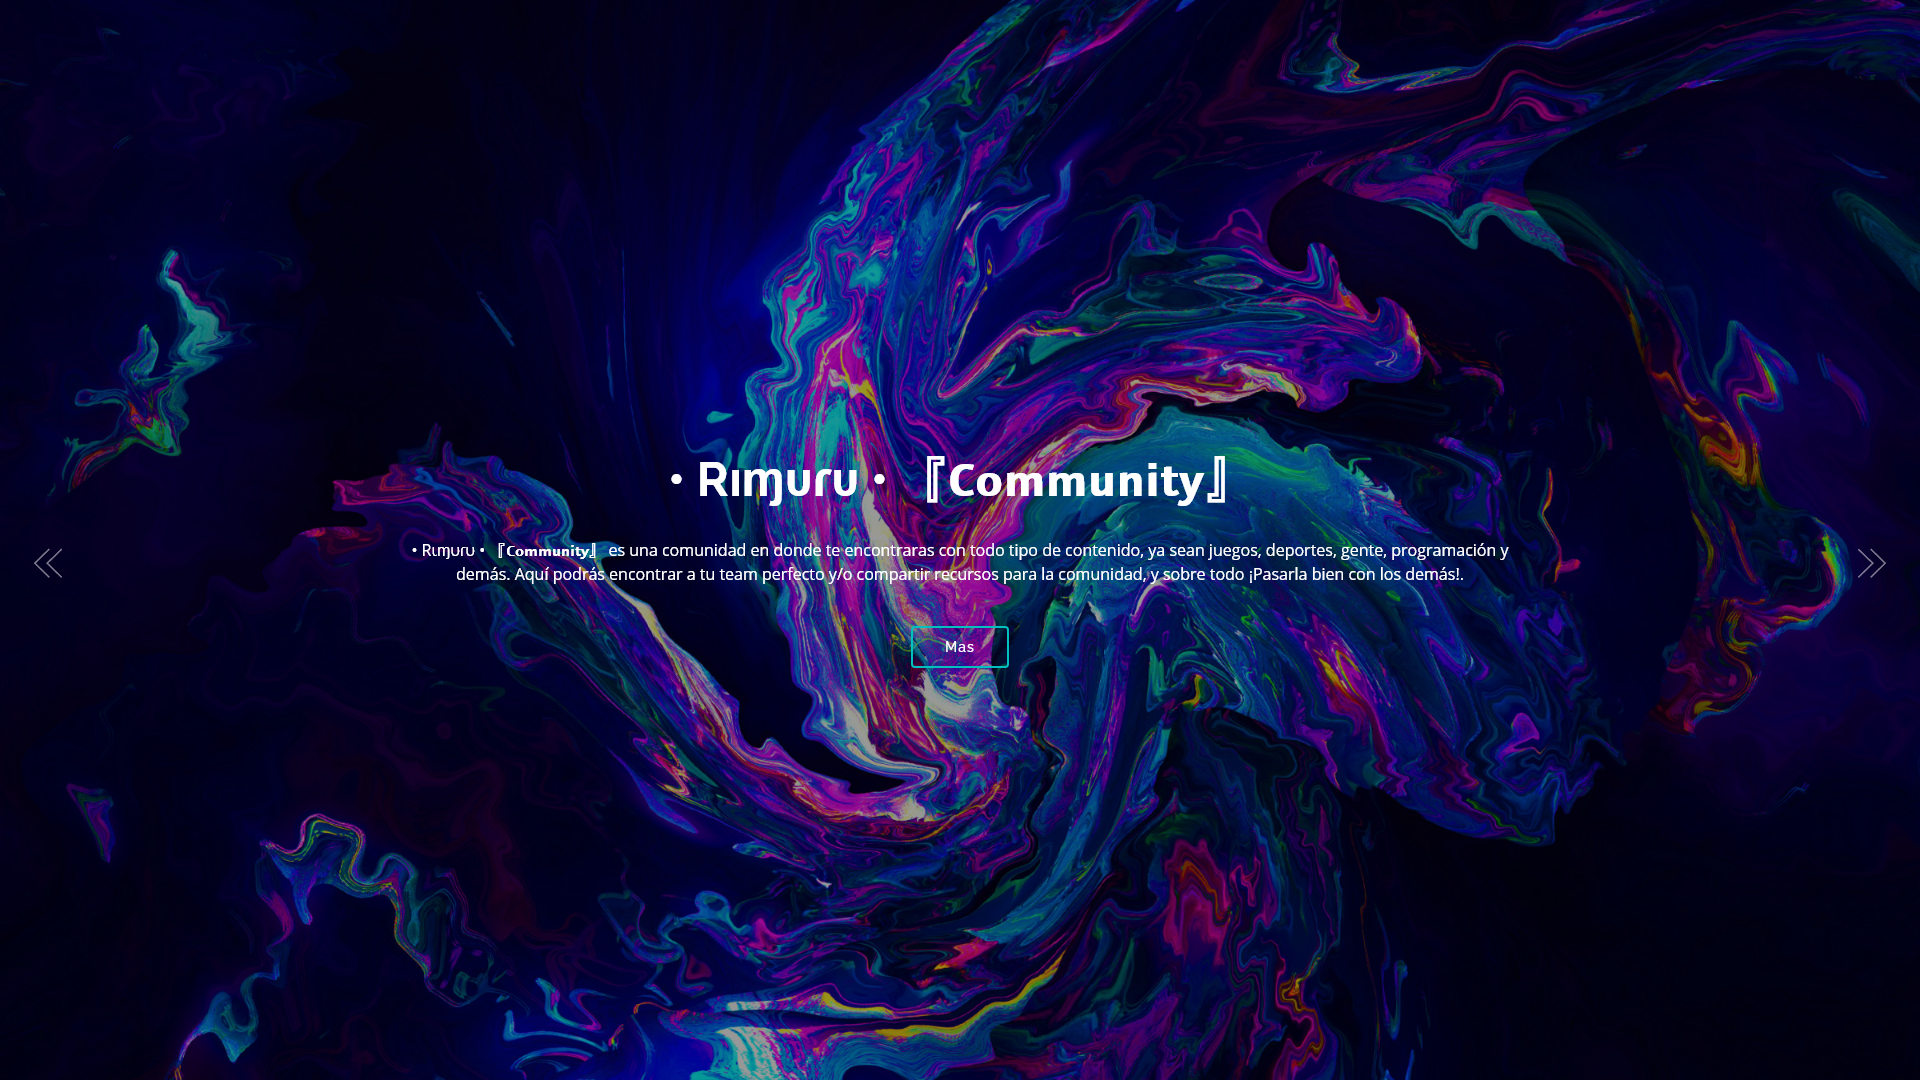 • Rιɱυɾυ • 『𝗖𝗼𝗺𝗺𝘂𝗻𝗶𝘁𝘆』
• Rιɱυɾυ • 『𝗖𝗼𝗺𝗺𝘂𝗻𝗶𝘁𝘆』 es una comunidad en donde te encontraras con todo tipo de contenido, ya sean juegos, deportes, gente, programación y
demás. Aquí podrás encontrar a tu team perfecto y/o compartir recursos para la comunidad, y sobre todo ¡Pasarla bien con los demás!.
Mas